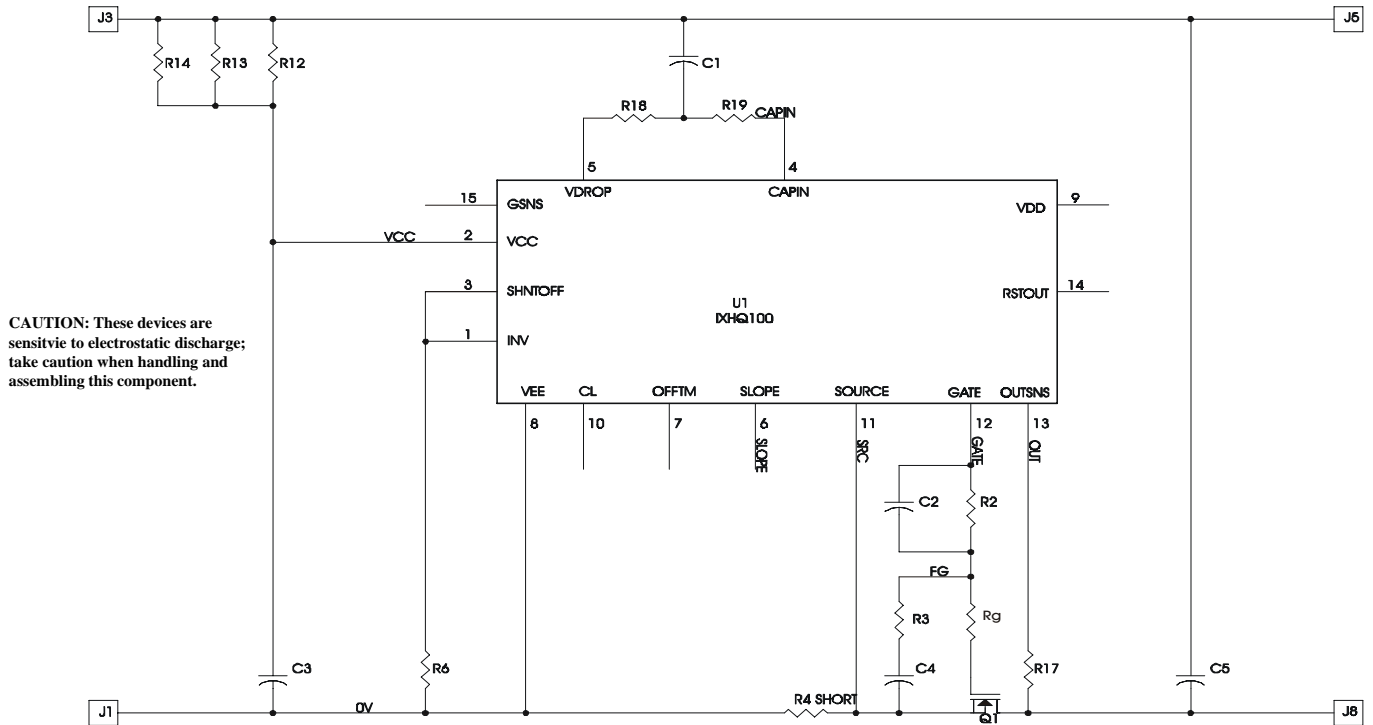 J3
J5
R14
R13
R12
C1
R18
R19
CAPIN
5
4
VDROP
CAPIN
15
GSNS
VDD
9
VCC
2
VCC
3
SHNTOFF
RSTOUT
14
U1
IXHQ100
1
INV
CAUTION: These devices are
sensitvie to electrostatic discharge;
take caution when handling and
assembling this component.
VEE
CL
OFFTM
SLOPE
SOURCE
GATE
OUTSNS
8
10
7
6
11
12
13
SLOPE
SRC
GATE
OUT
C2
R2
FG
R3
Rg
C3
R6
C4
R17
C5
R4 SHORT
J1
0V
Q1
J8